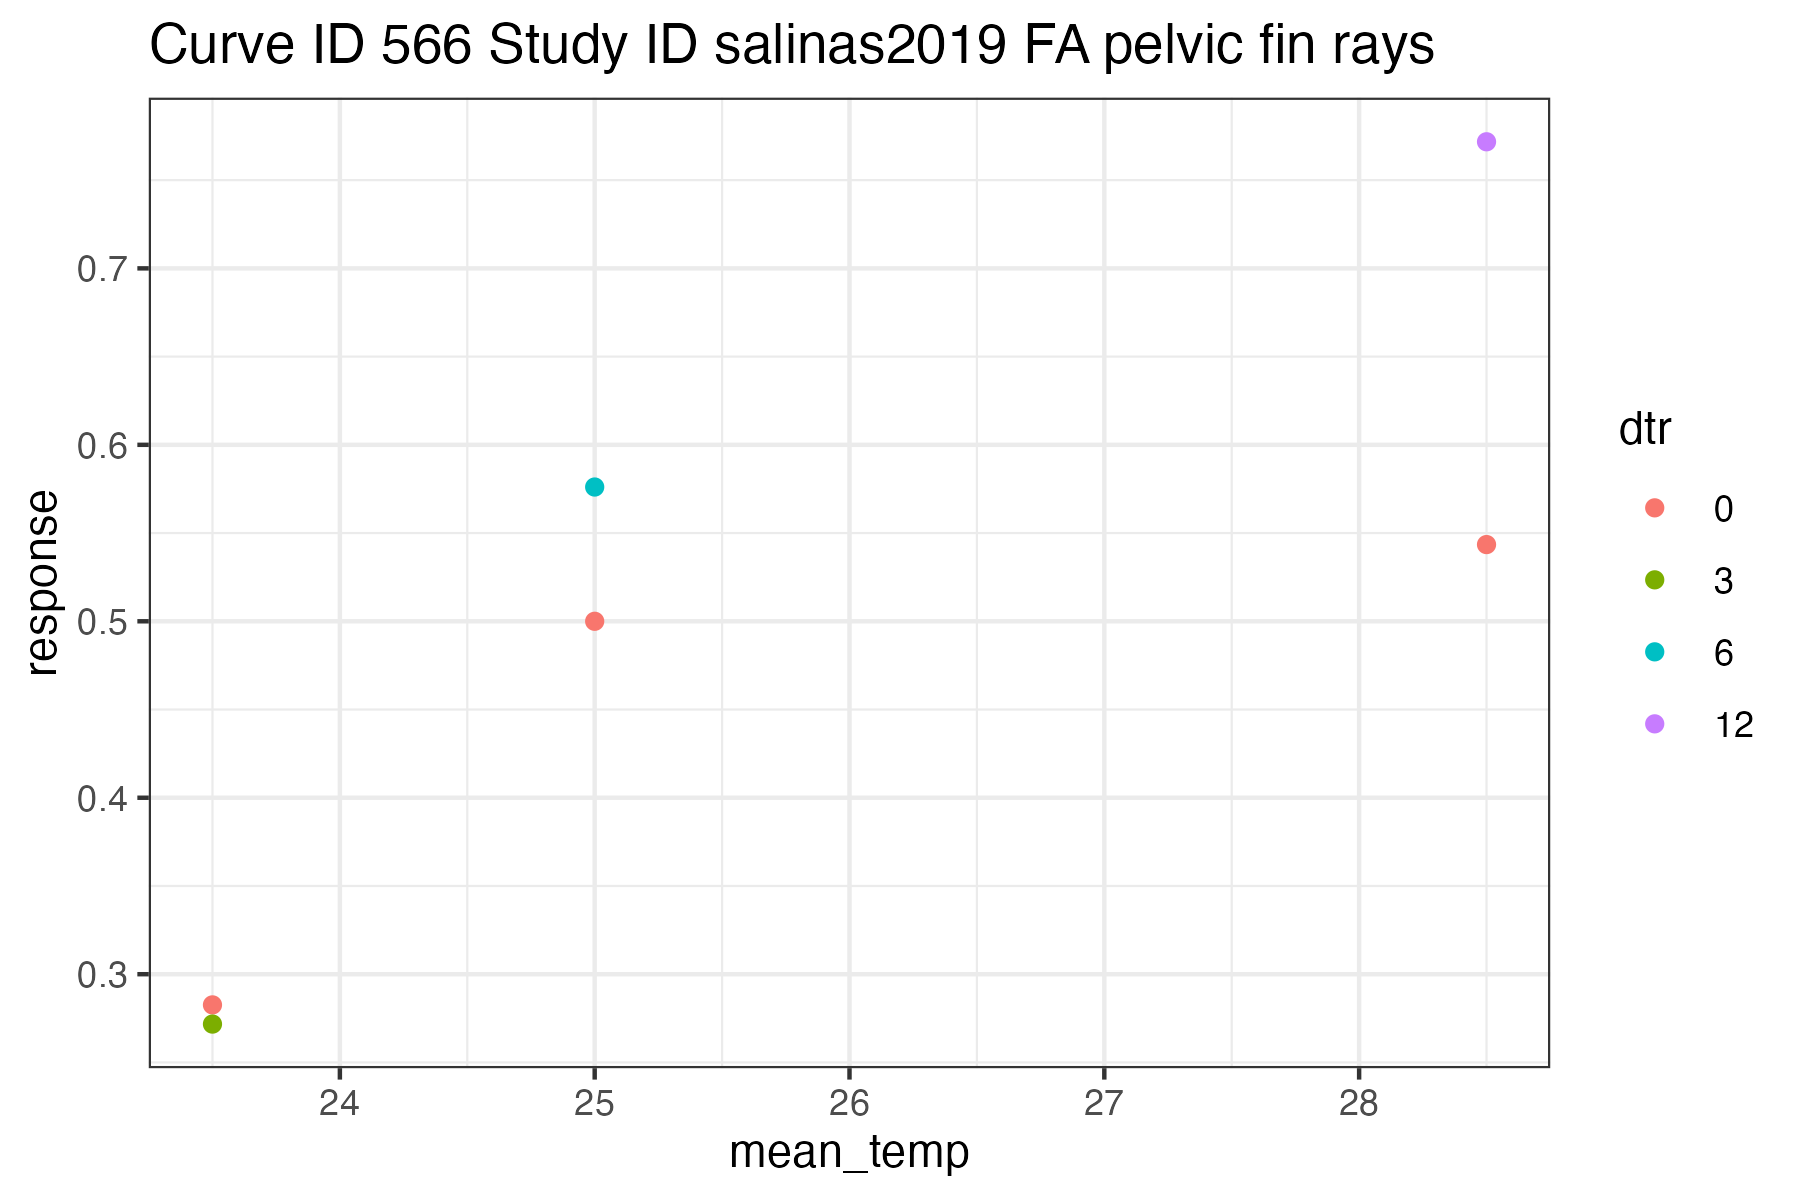 Curve ID 566 Study ID salinas2019 FA pelvic fin rays
response
0.7
0.6
0.5
0.4
0.3
24 25 26 27 28
mean_temp
dtr
0
3
6
12